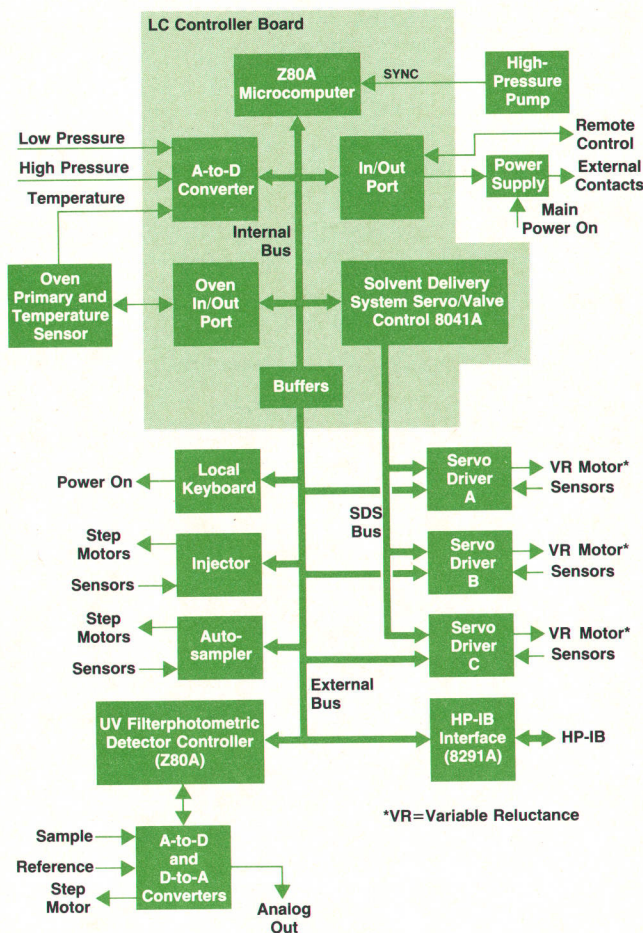 LC Controller Board
Z80A
Microcomputer
SYNC
High-
Pressure
Pump
Low Pressure
High Pressure
Temperature
A-to-D
Converter
In/Out
Port
Remote
Control
Power
Supply
External
Contacts
Main
Power On
Internal
Bus
Oven
Primary and
Temperature
Sensor
Oven
In/Out
Port
Solvent Delivery
System Servo/Valve
Control 8041A
Buffers
Power On
Local
Keyboard
Servo
Driver
A
VR Motor*
Sensors
SDS
Bus
Step
Motors
Sensors
Injector
Servo
Driver
B
VR Motor*
Sensors
Step
Motors
Sensors
Auto-
sampler
Servo
Driver
C
VR Motor*
Sensors
External
Bus
UV Filterphotometric
Detector Controller
(Z80A)
HP-IB
Interface
(8291A)
HP-IB
*VR=Variable Reluctance
Sample
Reference
Step
Motor
A-to-D
and
D-to-A
Converters
Analog
Out